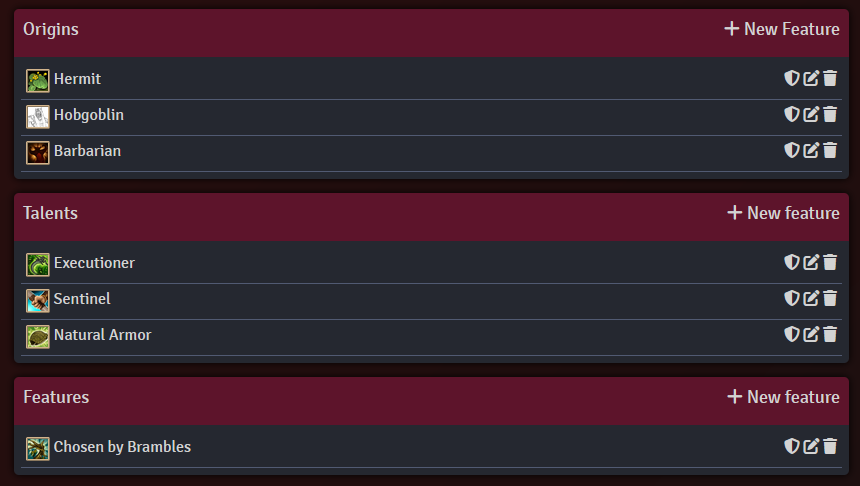 Origins + New Feature
Hermit
Hobgoblin
Barbarian
Talents + New feature
Executioner
Sentinel
Natural Armor
Features + New feature
Chosen by Brambles